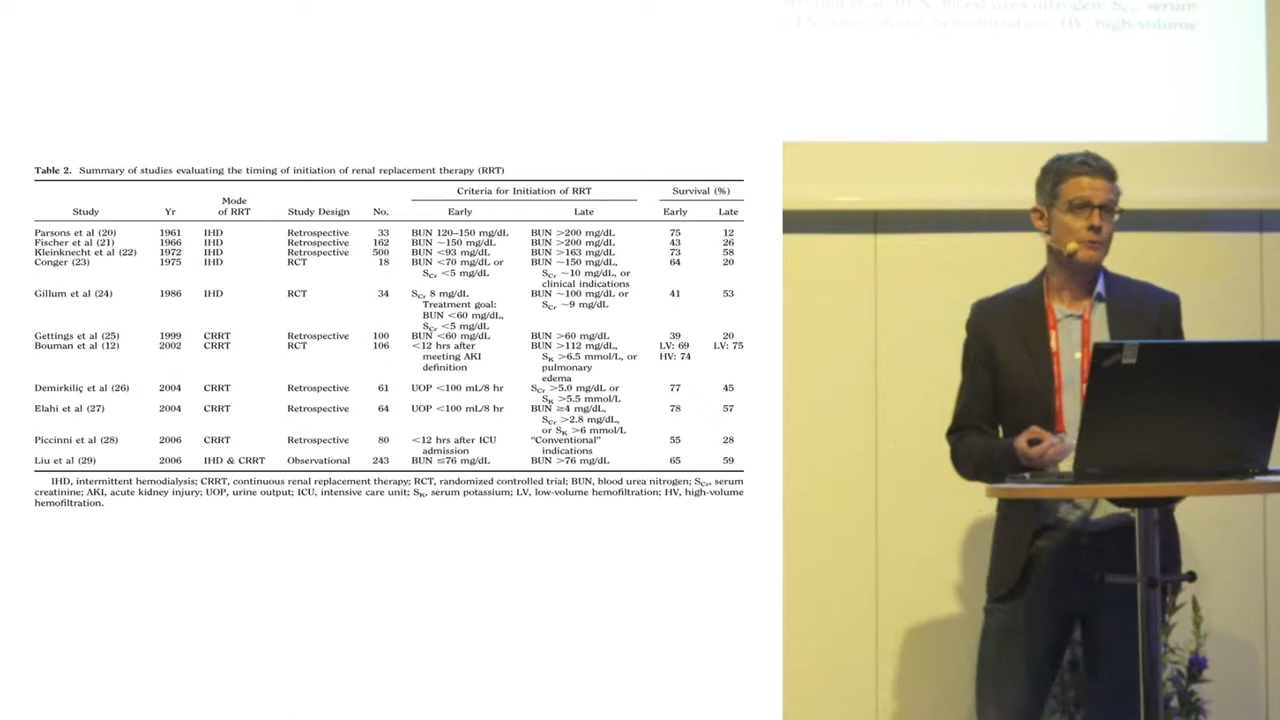 Table 2. Summary of studies evaluating the timing of initiation of renal replacement therapy (RRT)
Criteria for Initiation of RRT Survival (%)
Study Yr Mode of RRT Study Design No. Early Late Early Late
Parsons et al (20) 1961 IHD Retrospective 33 BUN 120–150 mg/dL BUN >200 mg/dL 75 12
Fischer et al (21) 1966 IHD Retrospective 162 BUN ~150 mg/dL BUN >200 mg/dL 43 26
Kleinknecht et al (22) 1972 IHD Retrospective 500 BUN <93 mg/dL BUN >163 mg/dL 73 58
Conger (23) 1975 IHD RCT 18 BUN <70 mg/dL or BUN ~150 mg/dL, 64 20
SCr <5 mg/dL SCr ~10 mg/dL, or
clinical indications
Gillum et al (24) 1986 IHD RCT 34 SCr 8 mg/dL BUN ~100 mg/dL or 41 53
Treatment goal: SCr ~9 mg/dL
BUN <60 mg/dL,
SCr <5 mg/dL
Gettings et al (25) 1999 CRRT Retrospective 100 BUN <60 mg/dL BUN >60 mg/dL 39 20
Bouman et al (12) 2002 CRRT RCT 106 <12 hrs after BUN >112 mg/dL, LV: 69 LV: 75
meeting AKI SK >6.5 mmol/L, or HV: 74
definition pulmonary
edema
Demirkiliç et al (26) 2004 CRRT Retrospective 61 UOP <100 mL/8 hr SCr >5.0 mg/dL or 77 45
SK >5.5 mmol/L
Elahi et al (27) 2004 CRRT Retrospective 64 UOP <100 mL/8 hr BUN ≥4 mg/dL, 78 57
SCr >2.8 mg/dL,
or SK >6 mmol/L
Piccinni et al (28) 2006 CRRT Retrospective 80 <12 hrs after ICU "Conventional" 55 28
admission indications
Liu et al (29) 2006 IHD & CRRT Observational 243 BUN ≤76 mg/dL BUN >76 mg/dL 65 59
IHD, intermittent hemodialysis; CRRT, continuous renal replacement therapy; RCT, randomized controlled trial; BUN, blood urea nitrogen; SCr, serum
creatinine; AKI, acute kidney injury; UOP, urine output; ICU, intensive care unit; SK, serum potassium; LV, low-volume hemofiltration; HV, high-volume
hemofiltration.
blood urea nitrogen; SCr, serum
hemofiltration; HV, high-volume